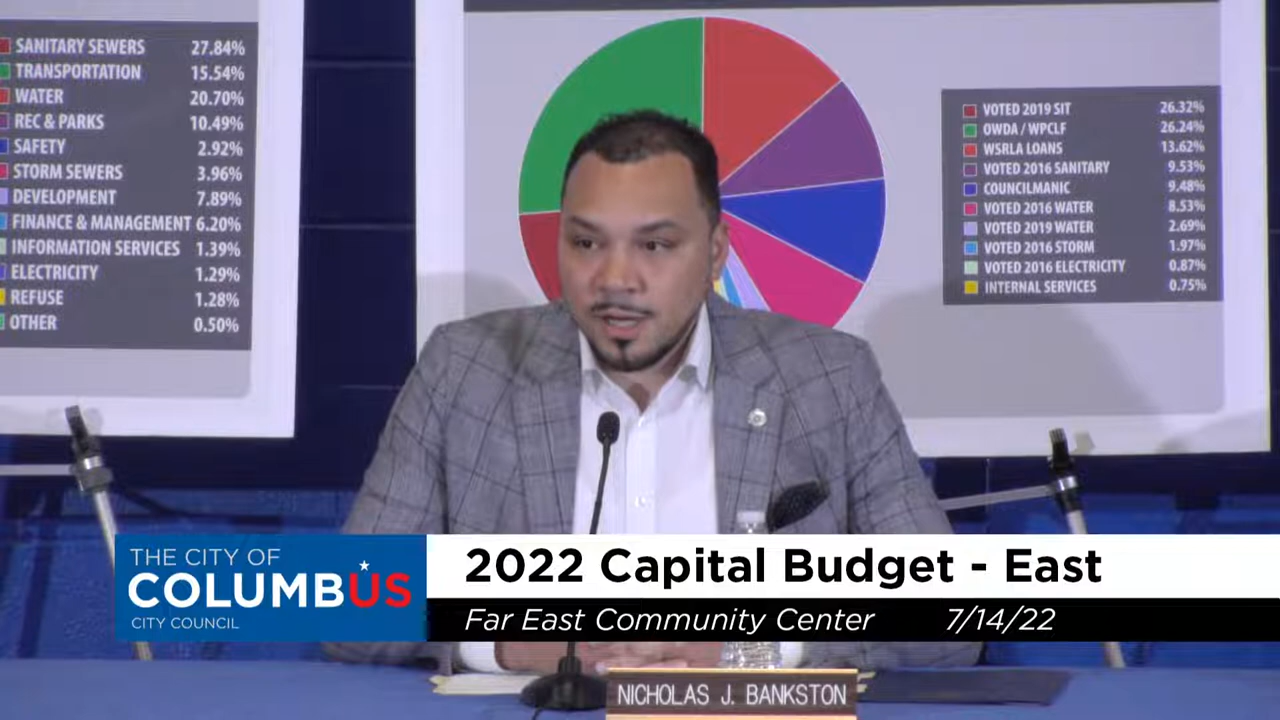 SANITARY SEWERS 27.84%
TRANSPORTATION 15.54%
WATER 20.70%
REC & PARKS 10.49%
SAFETY 2.92%
STORM SEWERS 3.96%
DEVELOPMENT 7.89%
FINANCE & MANAGEMENT 6.20%
INFORMATION SERVICES 1.39%
ELECTRICITY 1.29%
REFUSE 1.28%
OTHER 0.50%
VOTED 2019 SIT 26.32%
OWDA / WPCLF 26.24%
WSRLA LOANS 13.62%
VOTED 2016 SANITARY 9.53%
COUNCILMANIC 9.48%
VOTED 2016 WATER 8.53%
VOTED 2019 WATER 2.69%
VOTED 2016 STORM 1.97%
VOTED 2016 ELECTRICITY 0.87%
INTERNAL SERVICES 0.75%
THE CITY OF
COLUMBUS
CITY COUNCIL
2022 Capital Budget - East
Far East Community Center 7/14/22
NICHOLAS J. BANKSTON